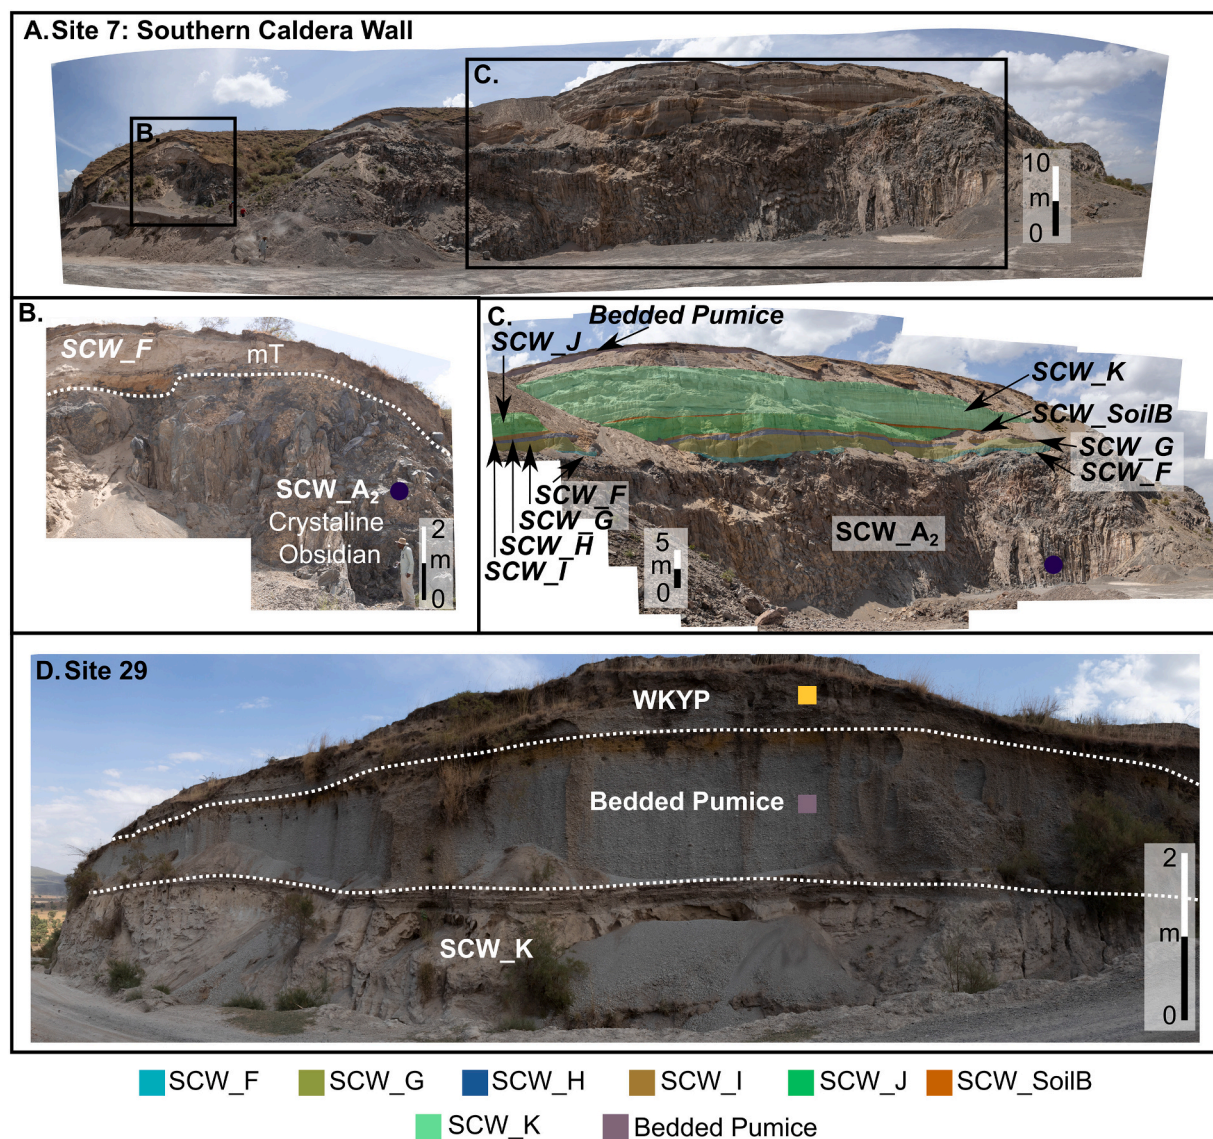 A. Site 7: Southern Caldera Wall
B.
C.
10
m
0
B.
SCW_F
mT
SCW_A₂
Crystaline
Obsidian
2
m
0
C.
Bedded Pumice
SCW_J
SCW_K
SCW_SoilB
SCW_G
SCW_F
SCW_F
SCW_G
SCW_H
SCW_I
SCW_A₂
5
m
0
D. Site 29
WKYP
Bedded Pumice
SCW_K
2
m
0
SCW_F SCW_G SCW_H SCW_I SCW_J SCW_SoilB
SCW_K Bedded Pumice